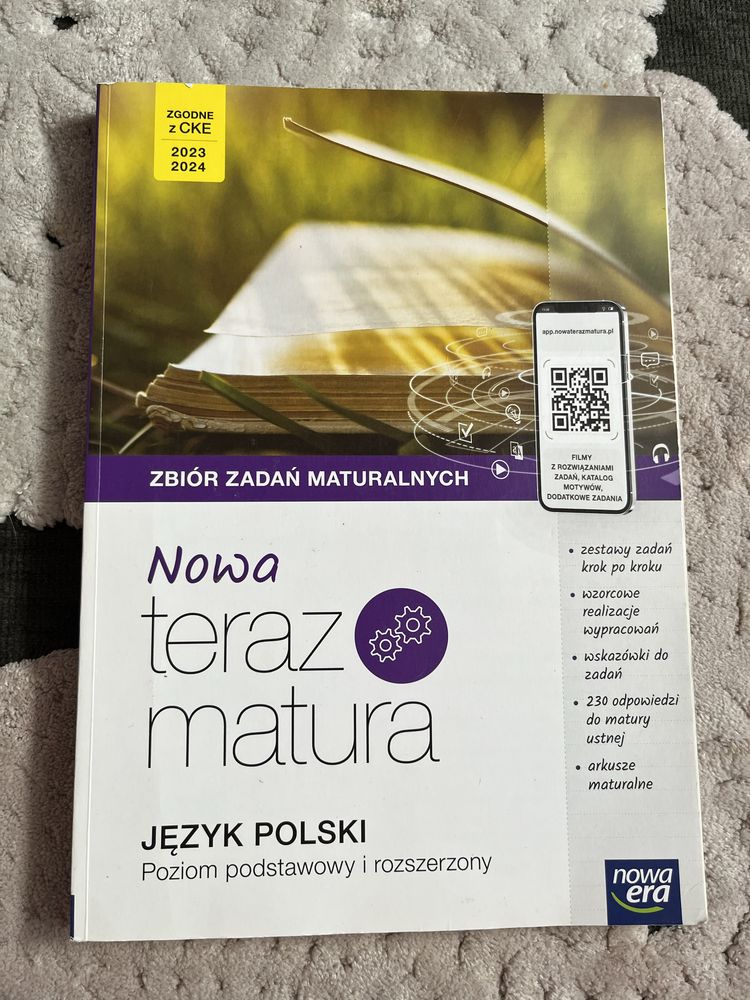 ZGODNE
z CKE
2023
2024
app.nowaterazmatura.pl
FILMY
Z ROZWIĄZANIAMI
ZADAŃ, KATALOG
MOTYWÓW,
DODATKOWE ZADANIA
ZBIÓR ZADAŃ MATURALNYCH
Nowa
teraz
matura
• zestawy zadań
krok po kroku
• wzorcowe
realizacje
wypracowań
• wskazówki do
zadań
• 230 odpowiedzi
do matury
ustnej
• arkusze
maturalne
JĘZYK POLSKI
Poziom podstawowy i rozszerzony
nowa
era